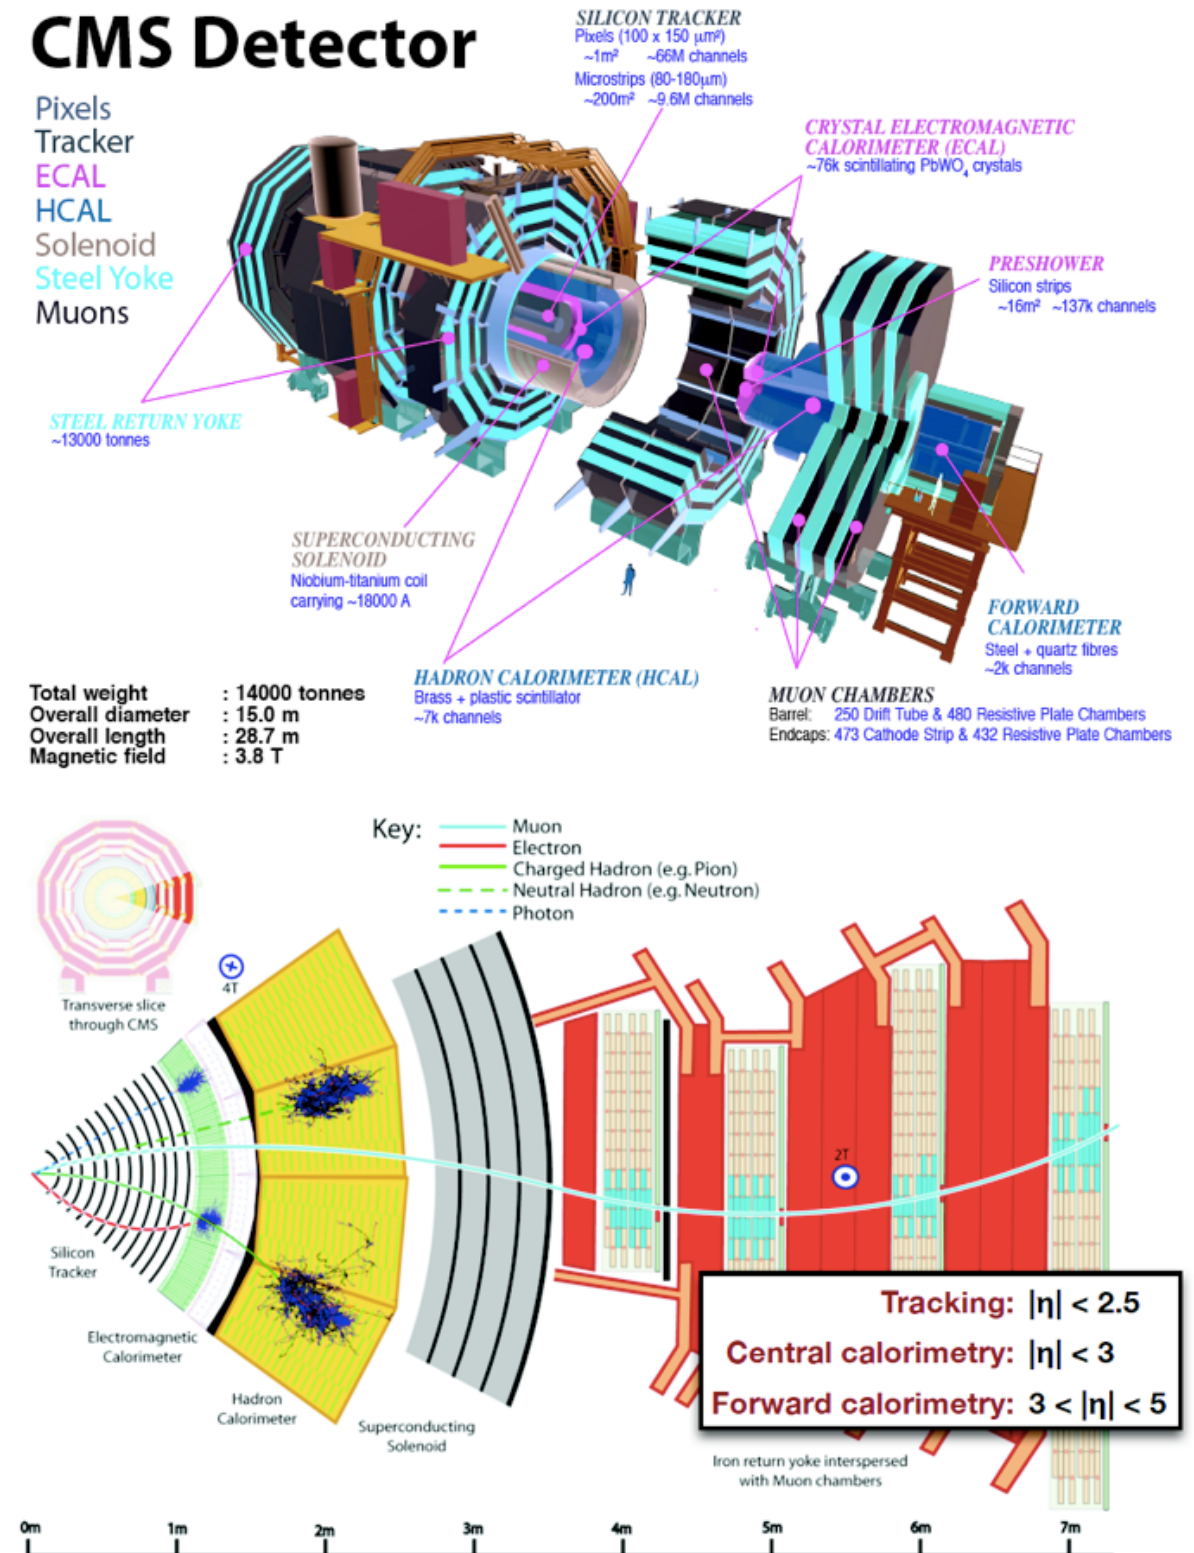 CMS Detector
Pixels
Tracker
ECAL
HCAL
Solenoid
Steel Yoke
Muons
SILICON TRACKER
Pixels (100 x 150 μm²)
~1m² ~66M channels
Microstrips (80-180μm)
~200m² ~9.6M channels
CRYSTAL ELECTROMAGNETIC
CALORIMETER (ECAL)
~76k scintillating PbWO₄ crystals
PRESHOWER
Silicon strips
~16m² ~137k channels
STEEL RETURN YOKE
~13000 tonnes
SUPERCONDUCTING
SOLENOID
Niobium-titanium coil
carrying ~18000 A
FORWARD
CALORIMETER
Steel + quartz fibres
~2k channels
HADRON CALORIMETER (HCAL)
Brass + plastic scintillator
~7k channels
MUON CHAMBERS
Barrel: 250 Drift Tube & 480 Resistive Plate Chambers
Endcaps: 473 Cathode Strip & 432 Resistive Plate Chambers
Total weight : 14000 tonnes
Overall diameter : 15.0 m
Overall length : 28.7 m
Magnetic field : 3.8 T
Key:
Muon
Electron
Charged Hadron (e.g. Pion)
Neutral Hadron (e.g. Neutron)
Photon
Transverse slice
through CMS
4T
2T
Silicon
Tracker
Electromagnetic
Calorimeter
Hadron
Calorimeter
Superconducting
Solenoid
Tracking: |η| < 2.5
Central calorimetry: |η| < 3
Forward calorimetry: 3 < |η| < 5
Iron return yoke interspersed
with Muon chambers
0m 1m 2m 3m 4m 5m 6m 7m